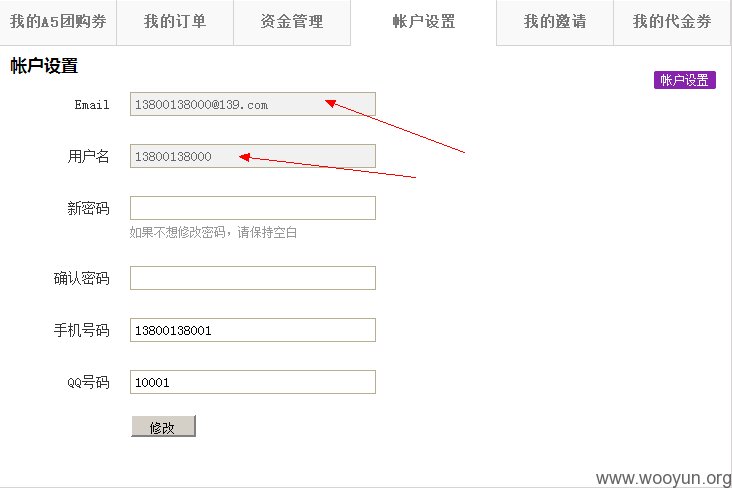 我的A5团购券 我的订单 资金管理 帐户设置 我的邀请 我的代金券
帐户设置
帐户设置
Email 13800138000@139.com
用户名 13800138000
新密码
如果不想修改密码，请保持空白
确认密码
手机号码 13800138001
QQ号码 10001
修改
www.wooyun.org